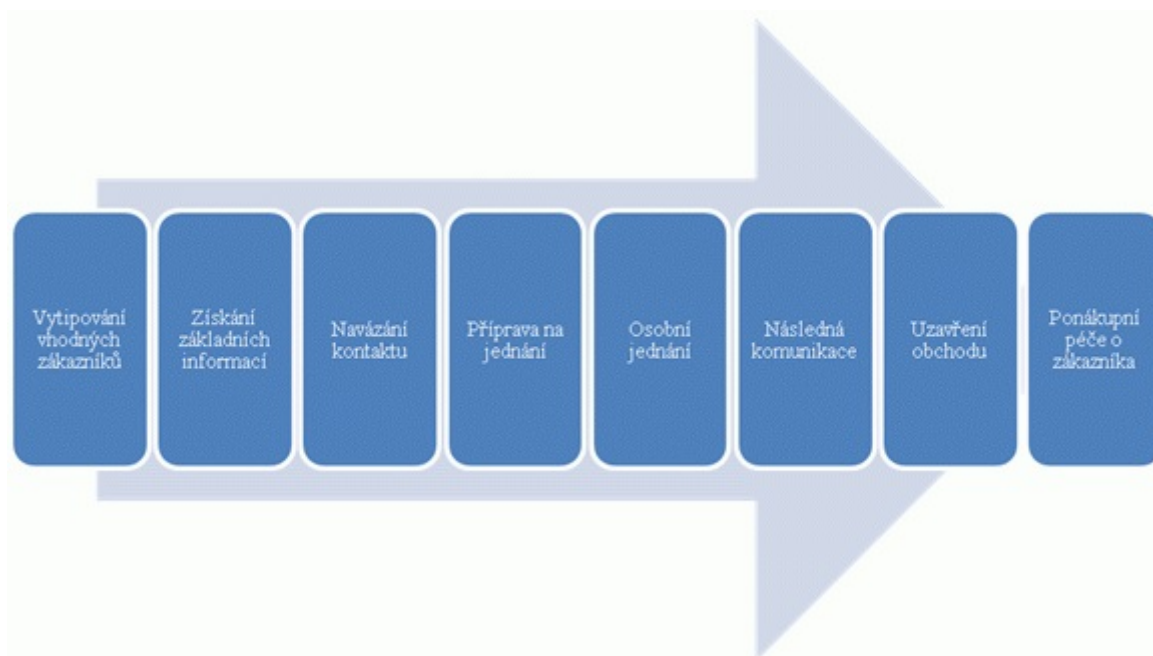 Vytipování
vhodných
zákazníků
Získání
základních
informací
Navázání
kontaktu
Příprava na
jednání
Osobní
jednání
Následná
komunikace
Uzavření
obchodu
Ponákupní
péče o
zákazníka